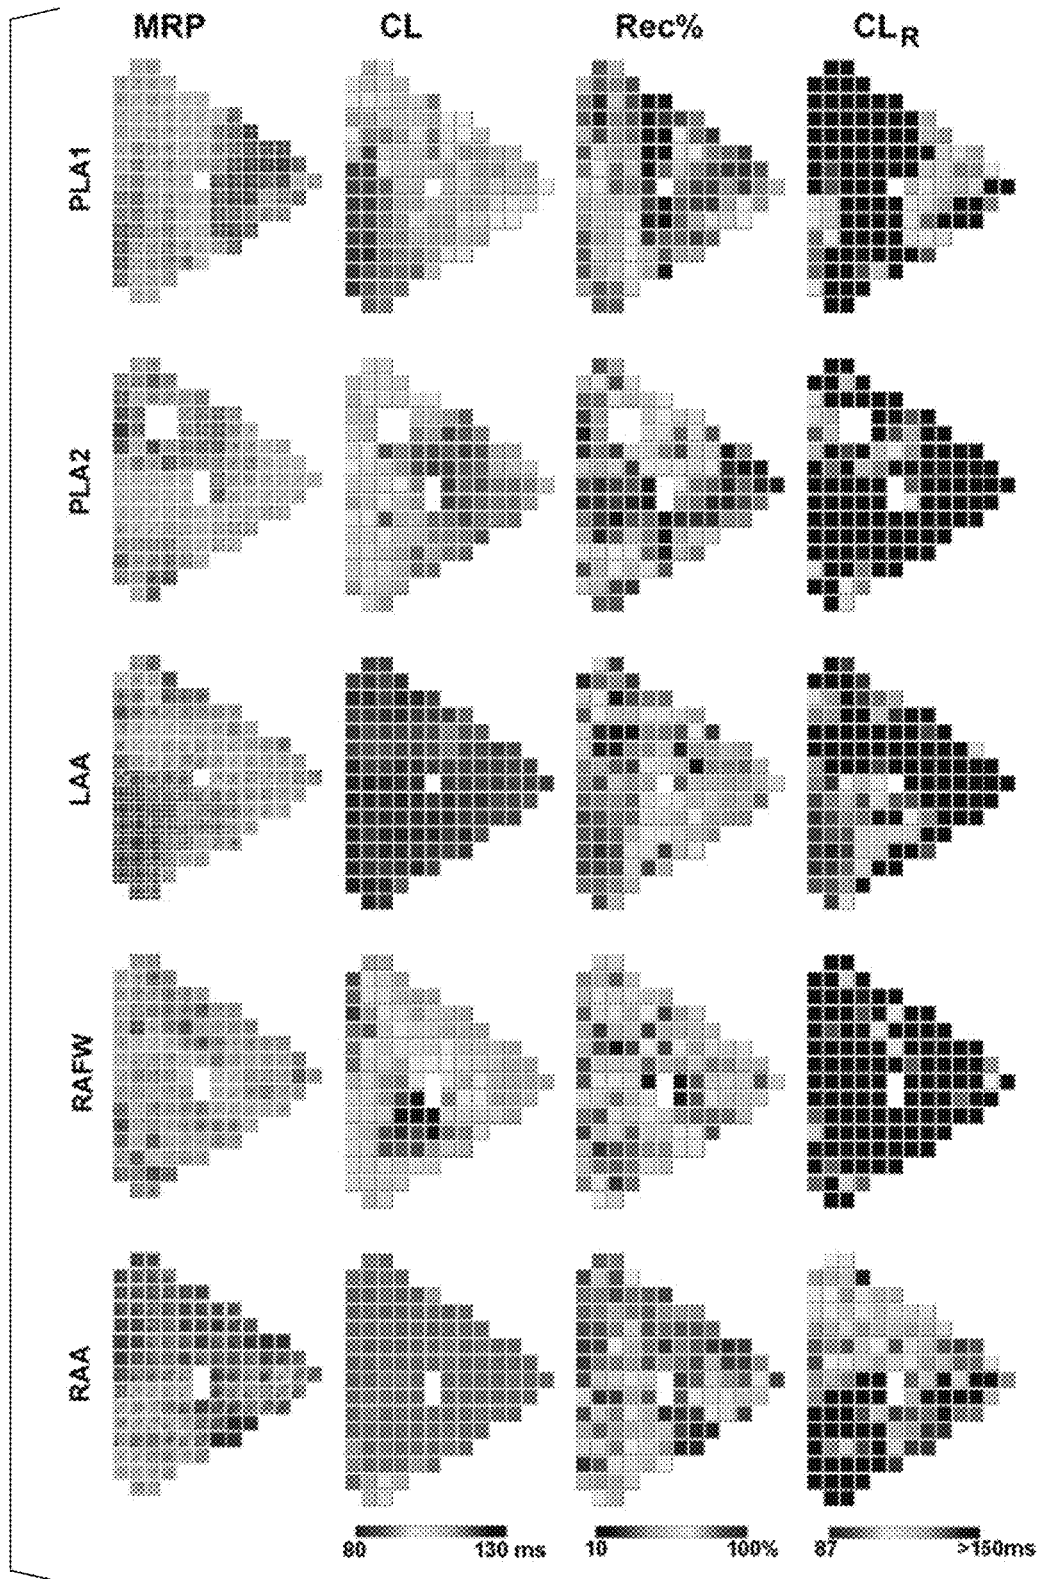 MRP CL Rec% CLR
PLA1
PLA2
LAA
RAFW
RAA
80 130 ms 10 100% 87 >150ms